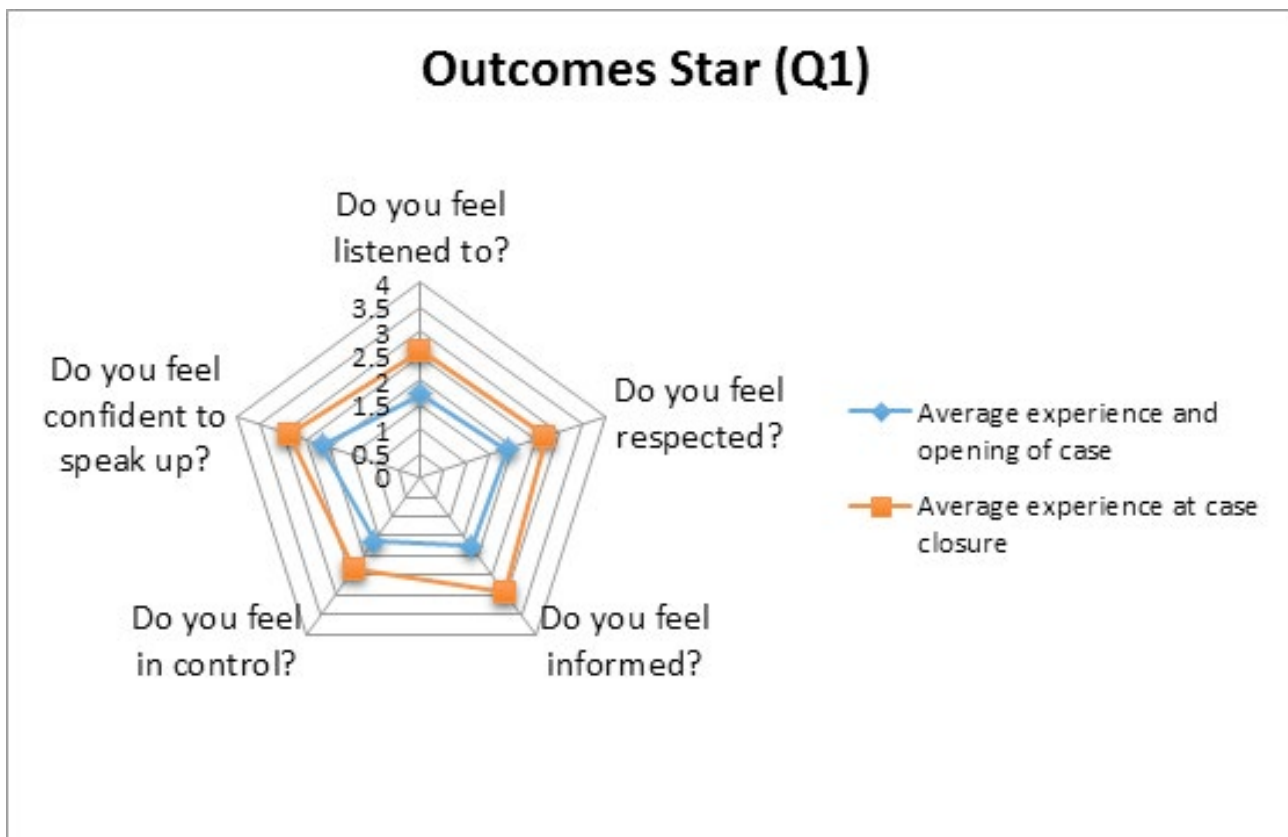 Outcomes Star (Q1)
Do you feel
listened to?
4
3.5
3
2.5
2
1.5
1
0.5
0
Do you feel
respected?
Do you feel
informed?
Do you feel
in control?
Do you feel
confident to
speak up?
Average experience and
opening of case
Average experience at case
closure